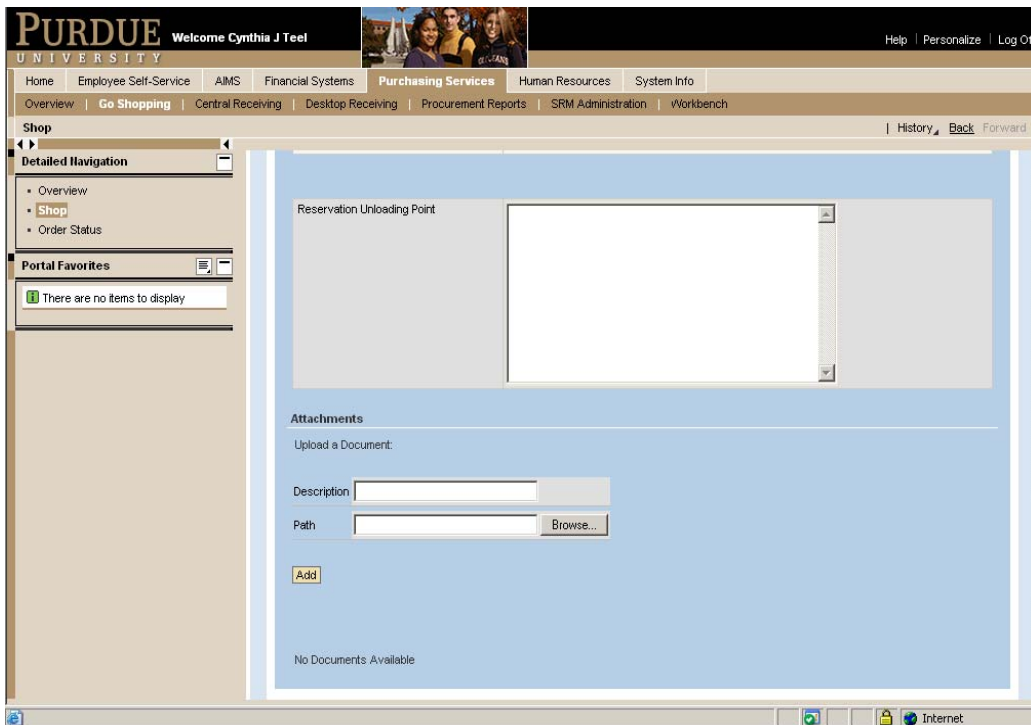 PURDUE
UNIVERSITY
Welcome Cynthia J Teel
Help | Personalize | Log Of
Home Employee Self-Service AIMS Financial Systems Purchasing Services Human Resources System Info
Overview | Go Shopping | Central Receiving | Desktop Receiving | Procurement Reports | SRM Administration | Workbench
Shop
| History Back Forward
Detailed Navigation
Overview
Shop
Order Status
Portal Favorites
There are no items to display
Reservation Unloading Point
Attachments
Upload a Document:
Description
Path Browse...
Add
No Documents Available
Internet